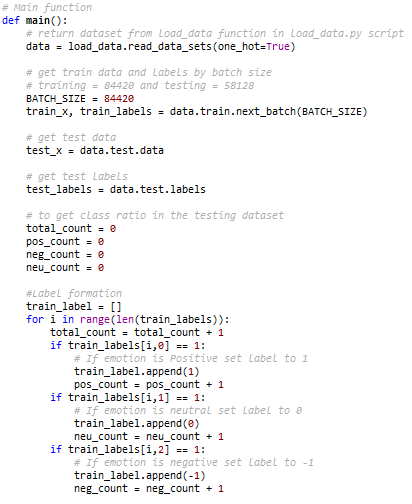 # Main function
def main():
    # return dataset from load_data function in load_data.py script
    data = load_data.read_data_sets(one_hot=True)

    # get train data and labels by batch size
    # training = 84420 and testing = 58128
    BATCH_SIZE = 84420
    train_x, train_labels = data.train.next_batch(BATCH_SIZE)

    # get test data
    test_x = data.test.data

    # get test labels
    test_labels = data.test.labels

    # to get class ratio in the testing dataset
    total_count = 0
    pos_count = 0
    neg_count = 0
    neu_count = 0

    #Label formation
    train_label = []
    for i in range(len(train_labels)):
        total_count = total_count + 1
        if train_labels[i,0] == 1:
            # If emotion is Positive set label to 1
            train_label.append(1)
            pos_count = pos_count + 1
        if train_labels[i,1] == 1:
            # If emotion is neutral set label to 0
            train_label.append(0)
            neu_count = neu_count + 1
        if train_labels[i,2] == 1:
            # If emotion is negative set label to -1
            train_label.append(-1)
            neg_count = neg_count + 1